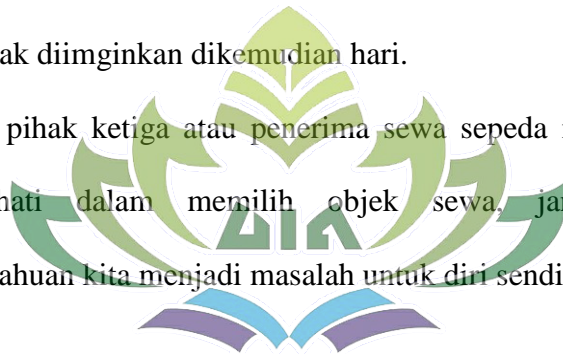 ak diimginkan dikemudian hari.
pihak ketiga atau penerima sewa sepeda
mati dalam memilih objek sewa, jan
ahuan kita menjadi masalah untuk diri sendi